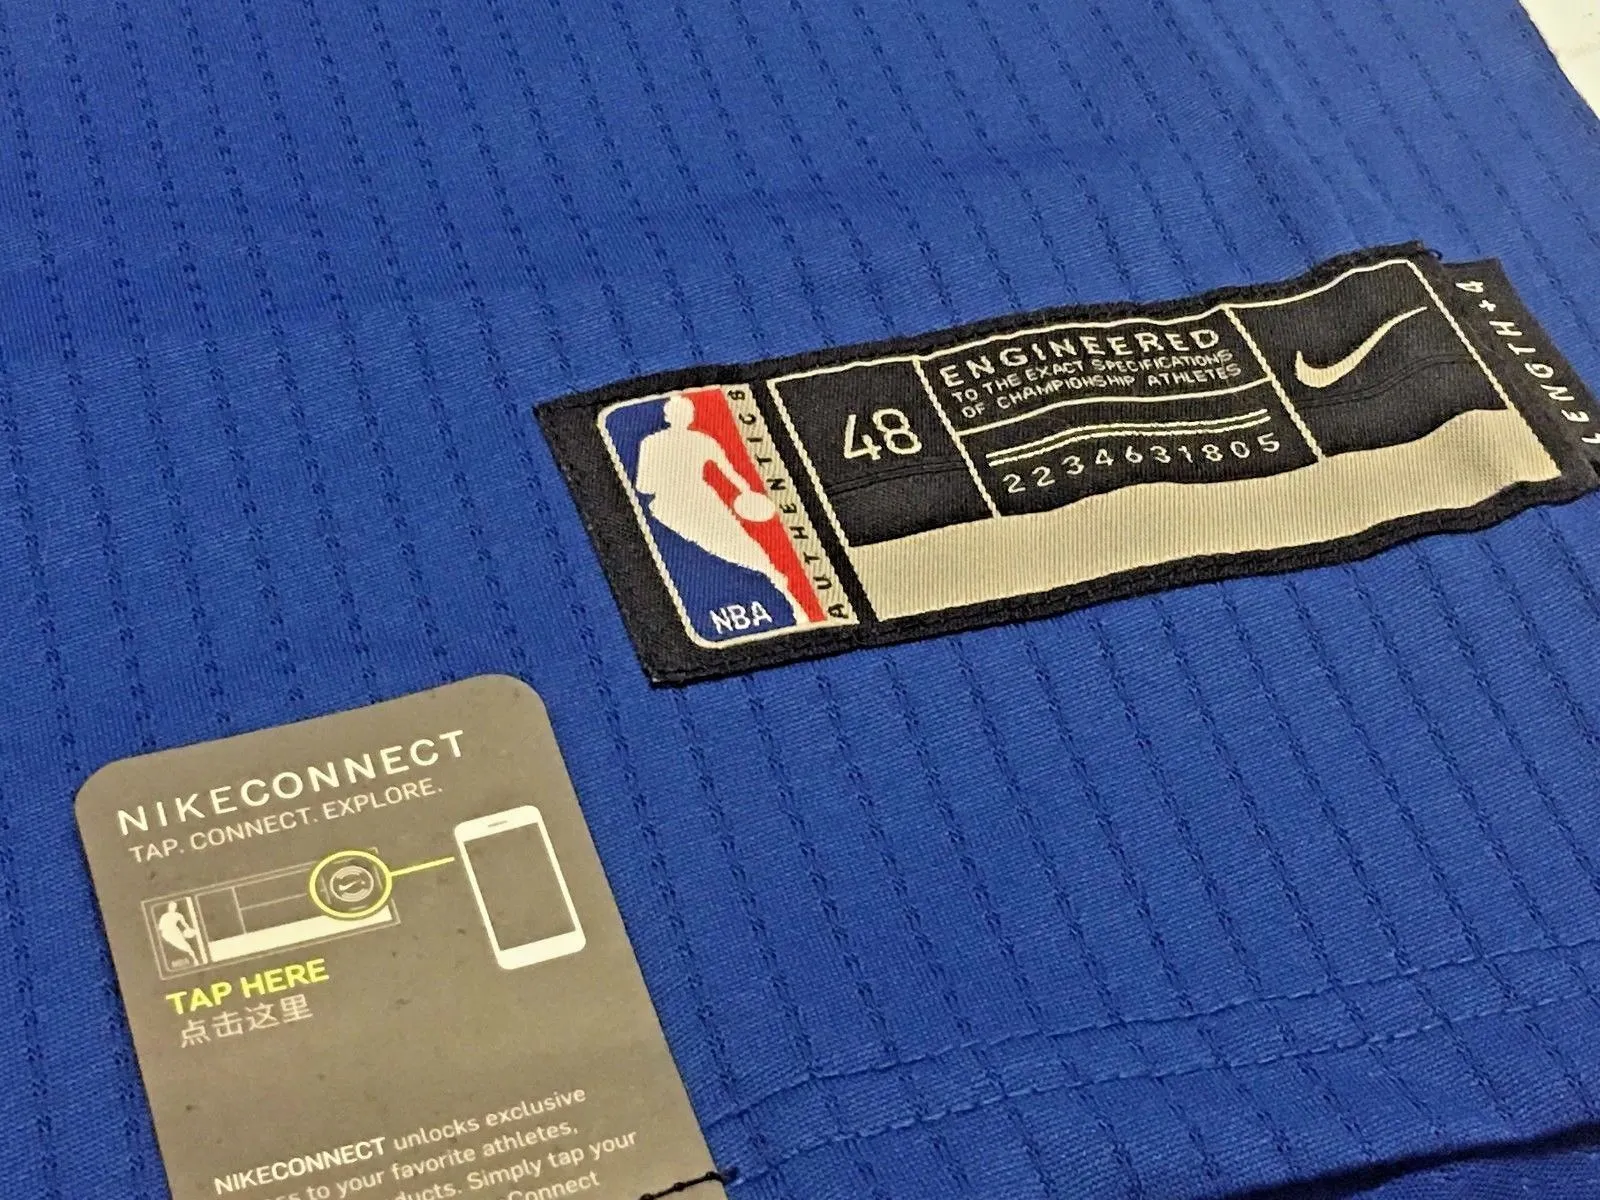 ENGINEERED
TO THE EXACT SPECIFICATIONS
OF CHAMPIONSHIP ATHLETES
48
2234631805
LENGTH+4
AUTHENTICS
NBA
NIKECONNECT
TAP. CONNECT. EXPLORE.
TAP HERE
点击这里
NIKECONNECT unlocks exclusive
to your favorite athletes,
Simply tap your
Connect